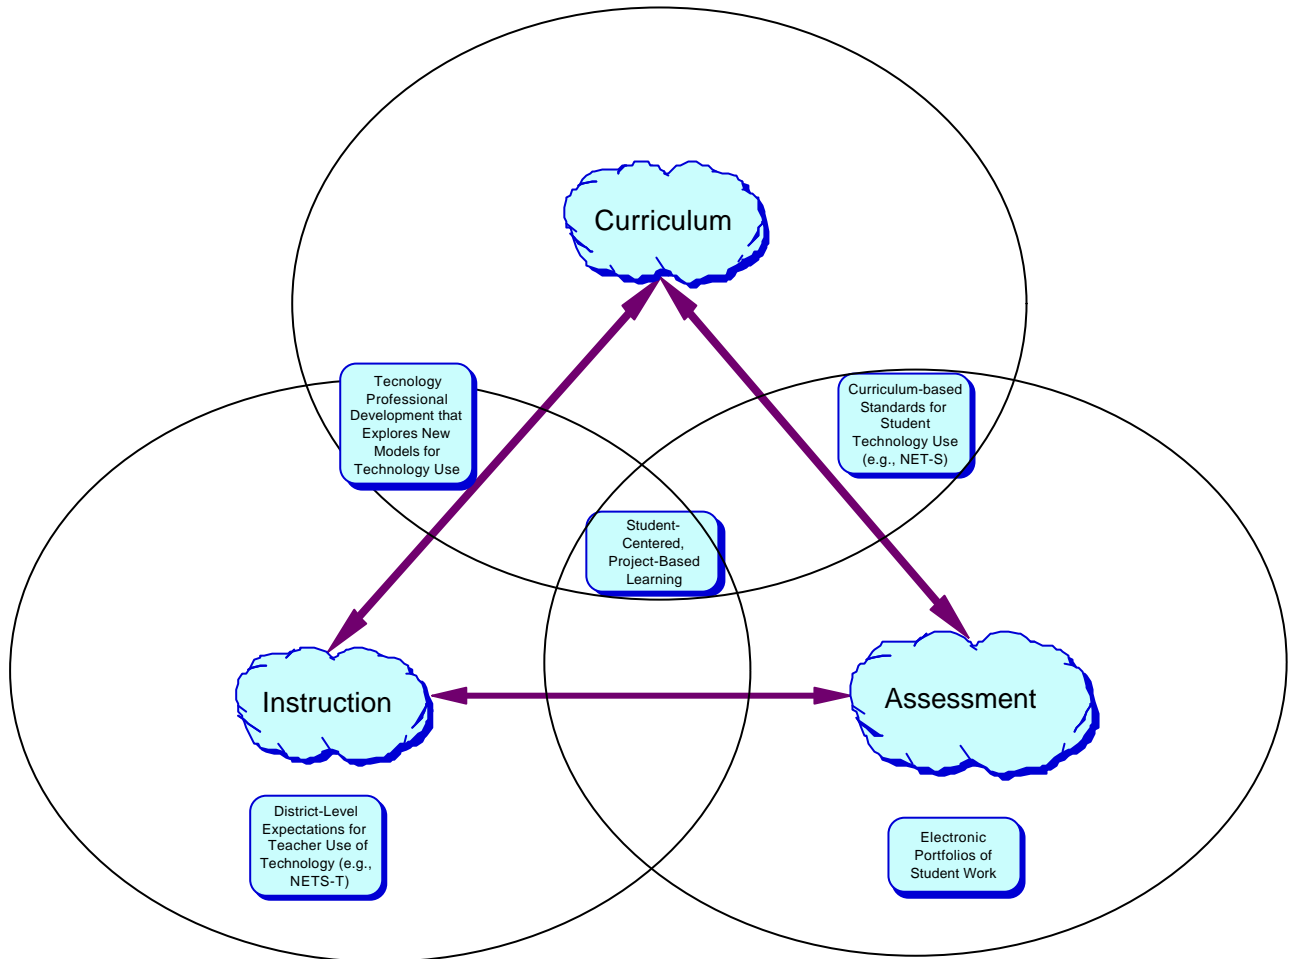 Curriculum
Tecnology
Professional
Development that
Explores New
Models for
Technology Use
Curriculum-based
Standards for
Student
Technology Use
(e.g., NET-S)
Student-
Centered,
Project-Based
Learning
Instruction
Assessment
District-Level
Expectations for
Teacher Use of
Technology (e.g.,
NETS-T)
Electronic
Portfolios of
Student Work